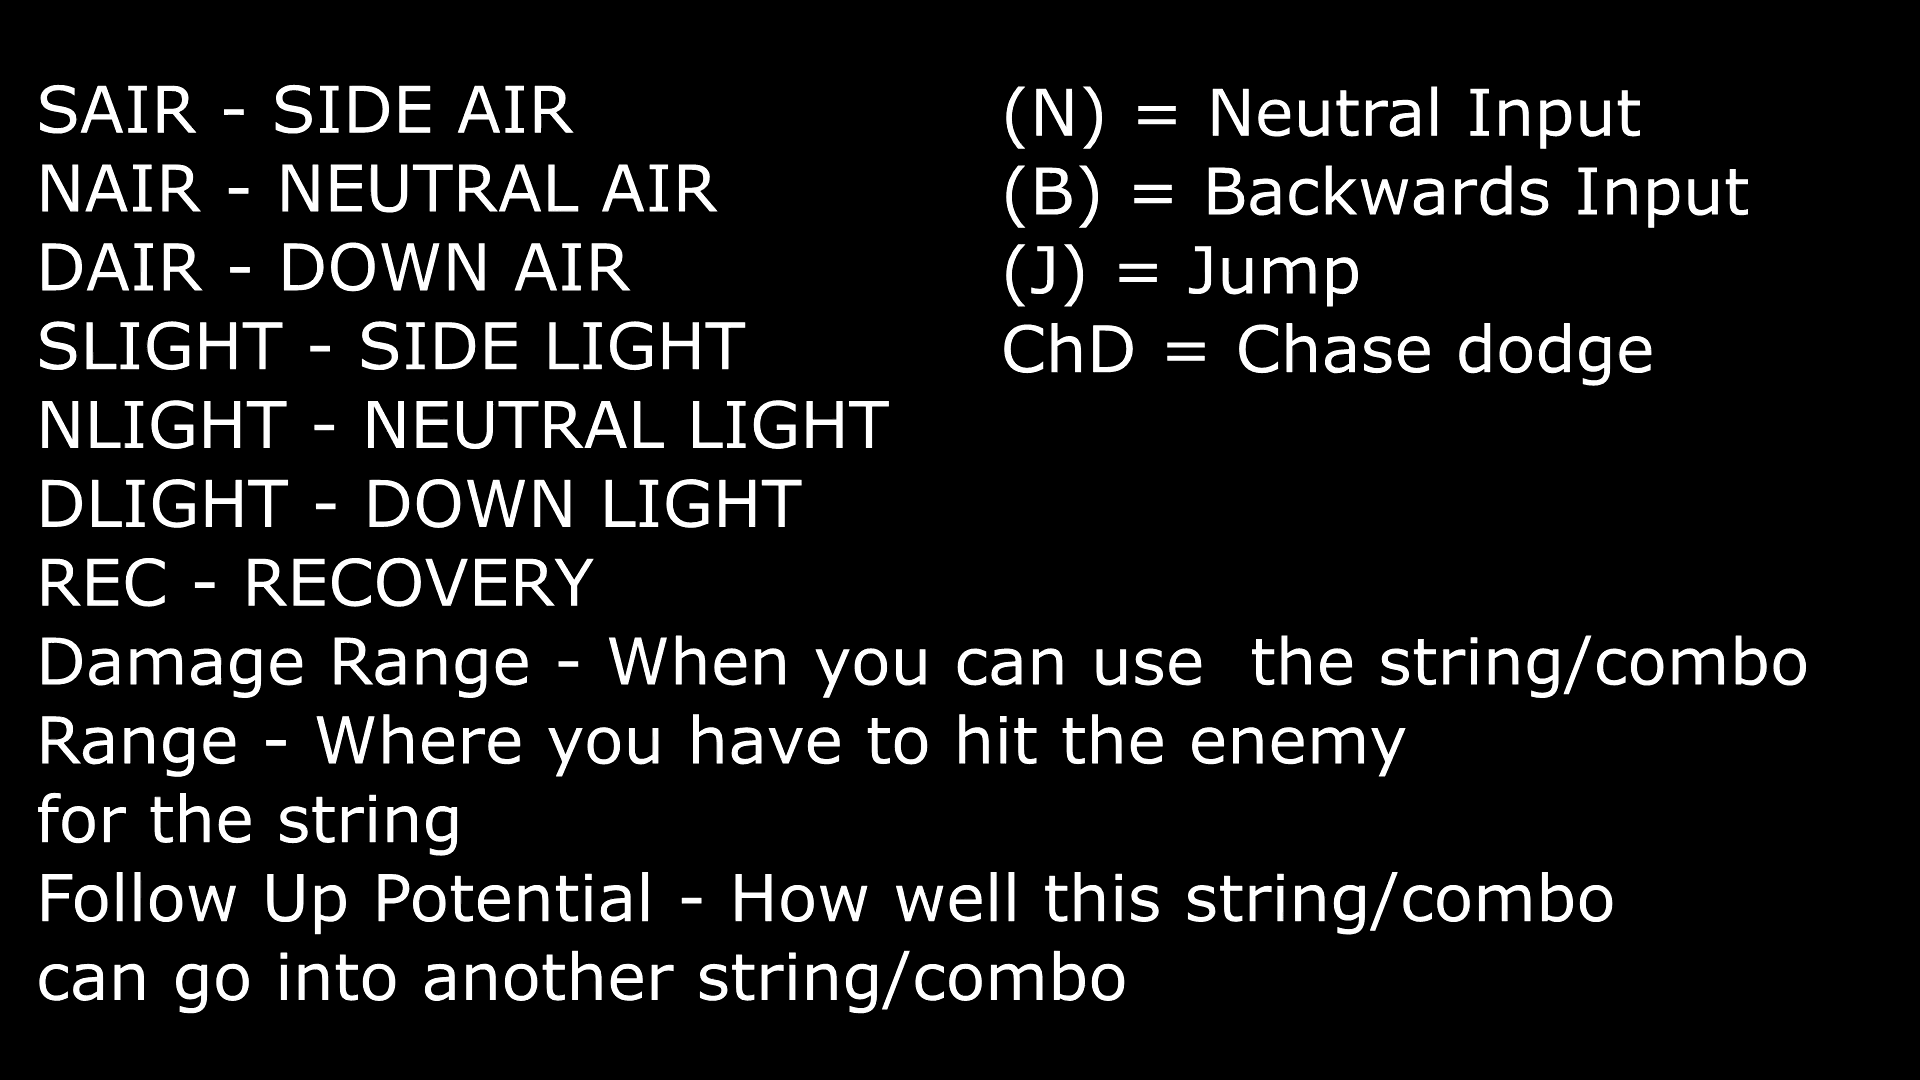 SAIR - SIDE AIR
NAIR - NEUTRAL AIR
DAIR - DOWN AIR
SLIGHT - SIDE LIGHT
NLIGHT - NEUTRAL LIGHT
DLIGHT - DOWN LIGHT
REC - RECOVERY
Damage Range - When you can use  the string/combo
Range - Where you have to hit the enemy
for the string
Follow Up Potential - How well this string/combo
can go into another string/combo
(N) = Neutral Input
(B) = Backwards Input
(J) = Jump
ChD = Chase dodge